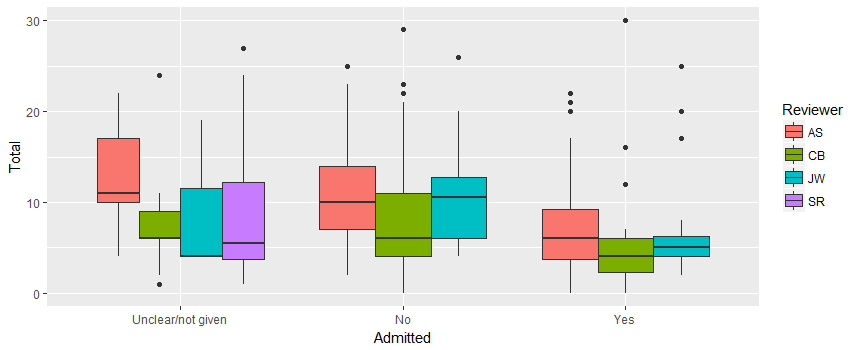 30
20
10
0
Total
Unclear/not given
No
Yes
Admitted
Reviewer
AS
CB
JW
SR